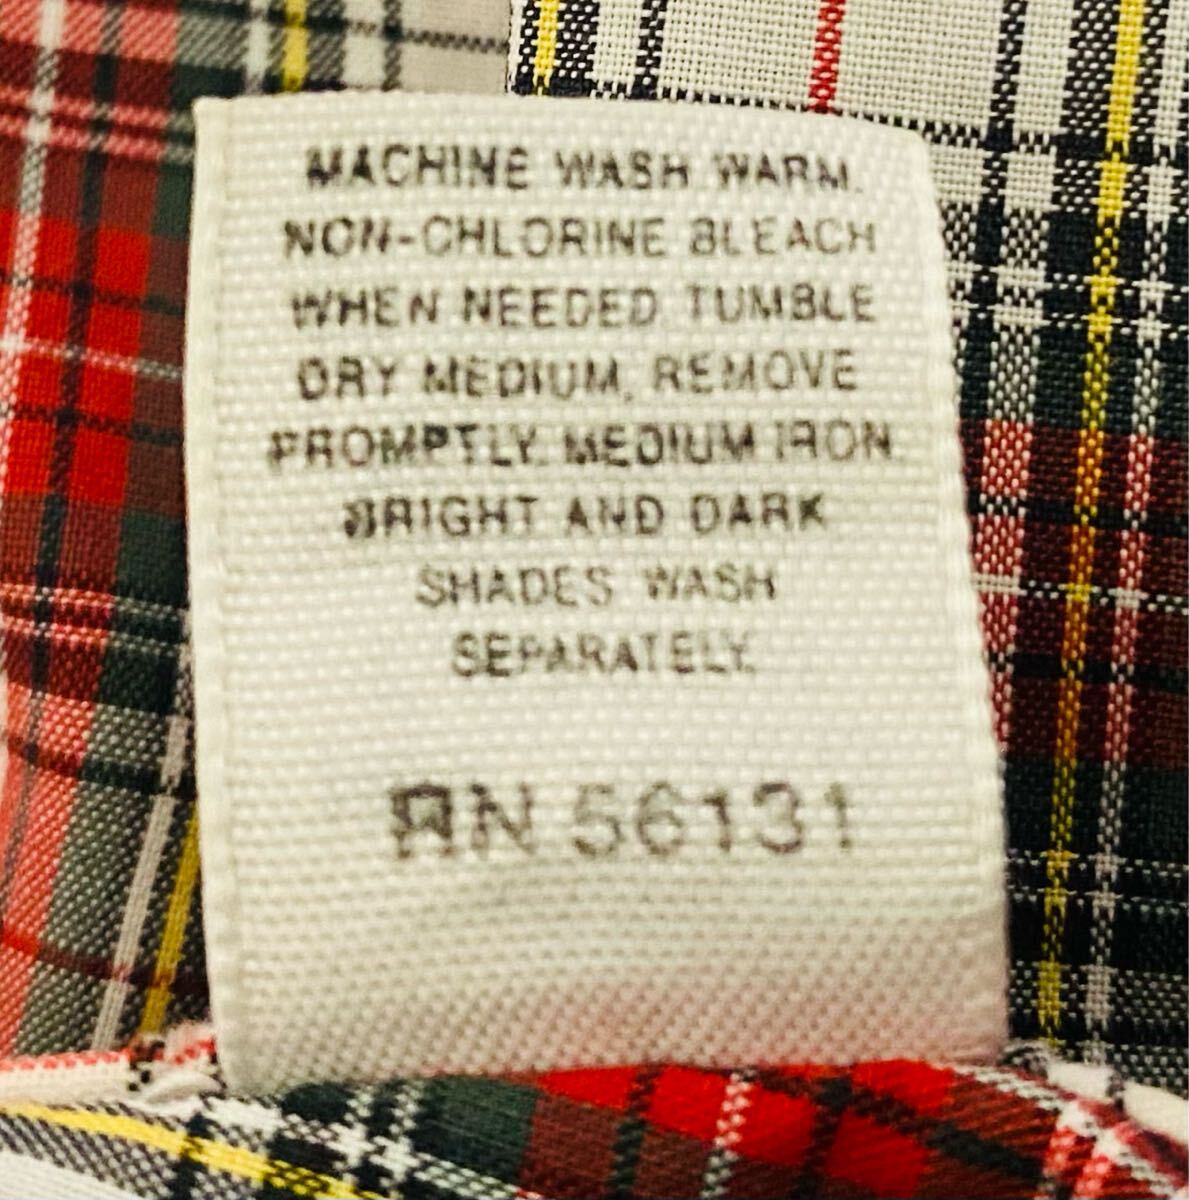 MACHINE WASH WARM.
NON-CHLORINE BLEACH
WHEN NEEDED. TUMBLE
DRY MEDIUM, REMOVE
PROMPTLY. MEDIUM IRON.
BRIGHT AND DARK
SHADES WASH
SEPARATELY.
RN 56131